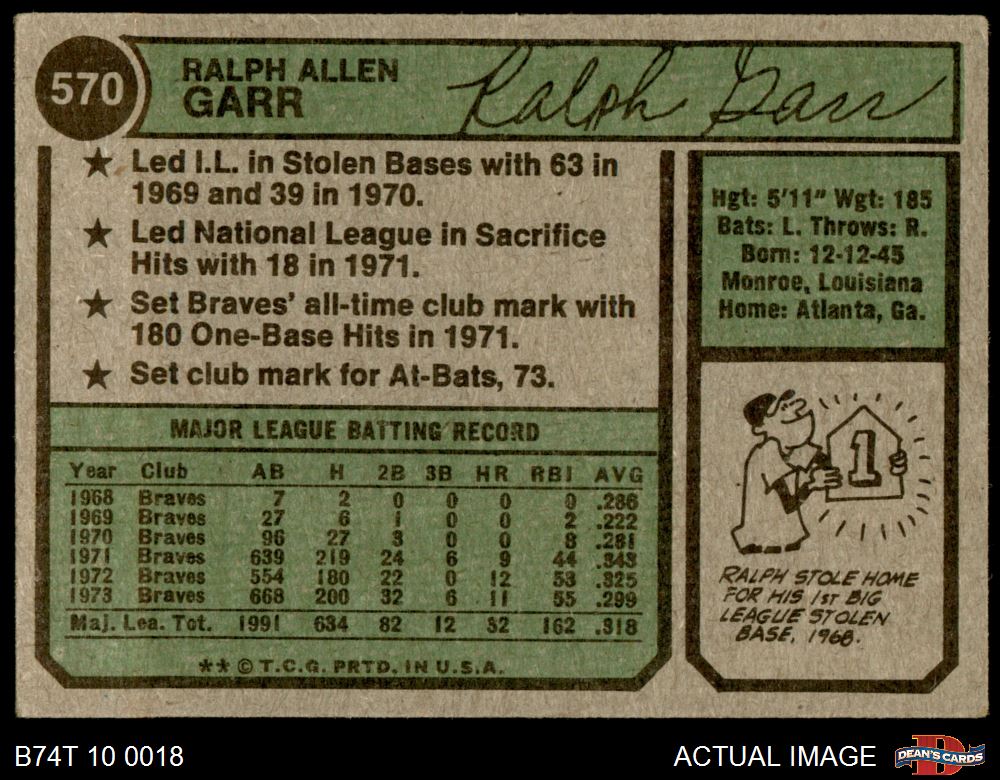 570
RALPH ALLEN
GARR
Ralph Garr
★ Led I.L. in Stolen Bases with 63 in
1969 and 39 in 1970.
★ Led National League in Sacrifice
Hits with 18 in 1971.
★ Set Braves' all-time club mark with
180 One-Base Hits in 1971.
★ Set club mark for At-Bats, 73.
Hgt: 5'11" Wgt: 185
Bats: L. Throws: R.
Born: 12-12-45
Monroe, Louisiana
Home: Atlanta, Ga.
MAJOR LEAGUE BATTING RECORD
Year Club AB H 2B 3B HR RBI AVG
1968 Braves 7 2 0 0 0 0 .286
1969 Braves 27 6 1 0 0 2 .222
1970 Braves 96 27 3 0 0 8 .281
1971 Braves 639 219 24 6 9 44 .343
1972 Braves 554 180 22 0 12 53 .325
1973 Braves 668 200 32 6 11 55 .299
Maj. Lea. Tot. 1991 634 82 12 32 162 .318
** © T.C.G. PRTD. IN U.S.A.
1
RALPH STOLE HOME
FOR HIS 1ST BIG
LEAGUE STOLEN
BASE, 1968.
B74T 10 0018
ACTUAL IMAGE
D
DEAN'S CARDS